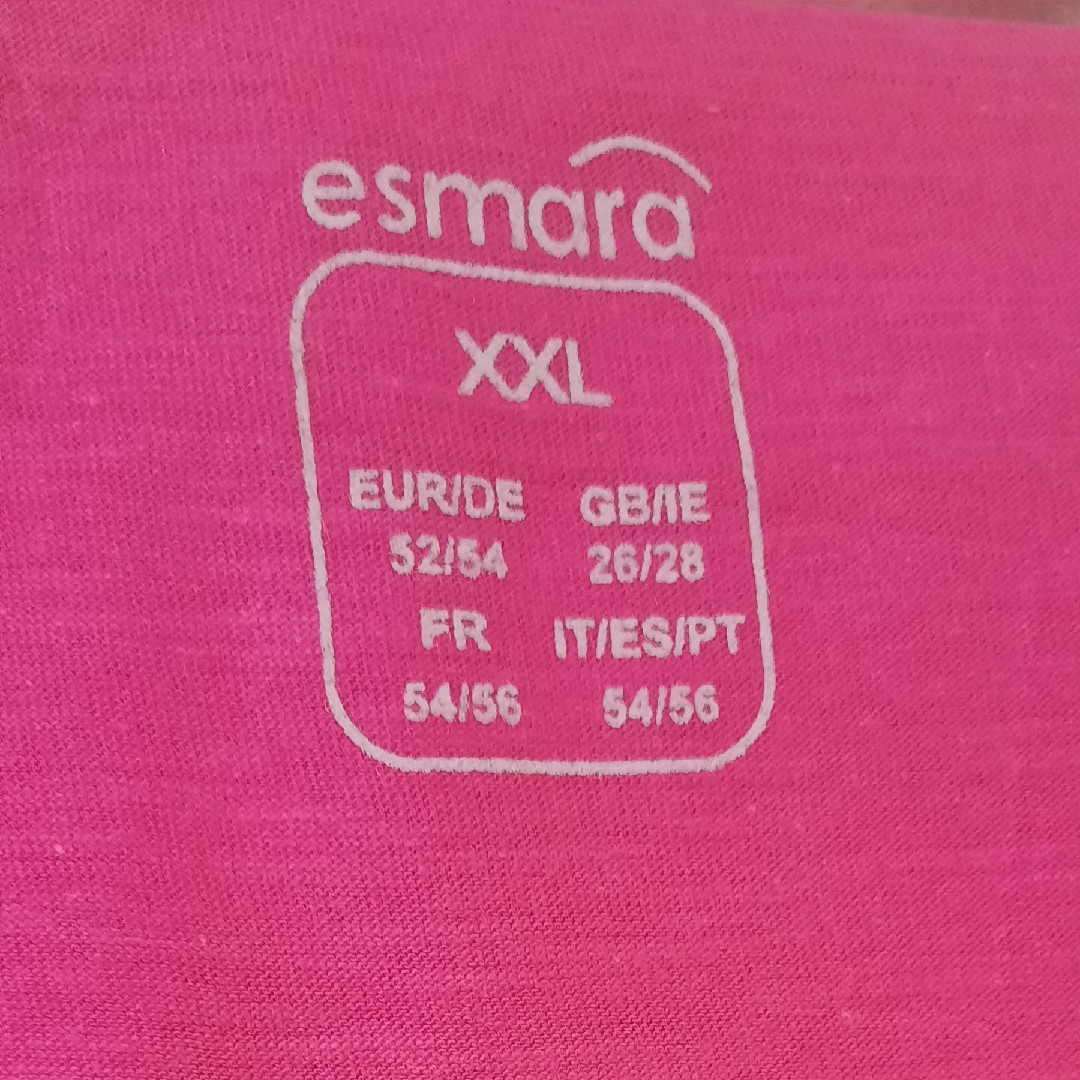 esmara
XXL
EUR/DE GB/IE
52/54 26/28
FR IT/ES/PT
54/56 54/56